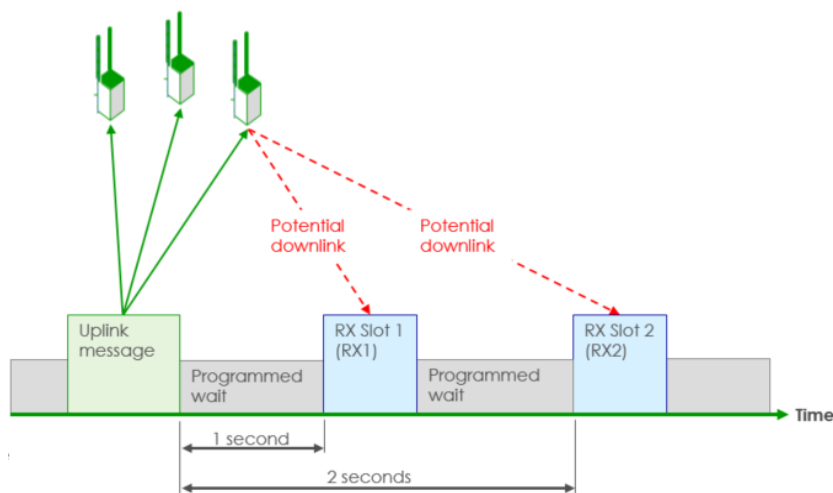 Potential
downlink
Potential
downlink
Uplink
message
RX Slot 1
(RX1)
RX Slot 2
(RX2)
Programmed
wait
Programmed
wait
Time
1 second
2 seconds